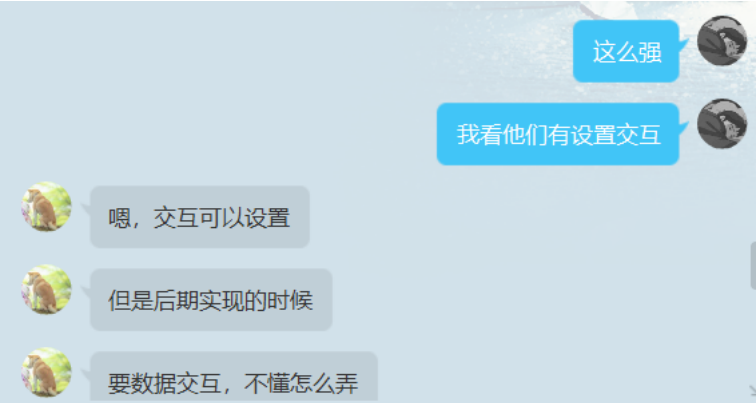 这么强
我看他们有设置交互
嗯，交互可以设置
但是后期实现的时候
要数据交互，不懂怎么弄